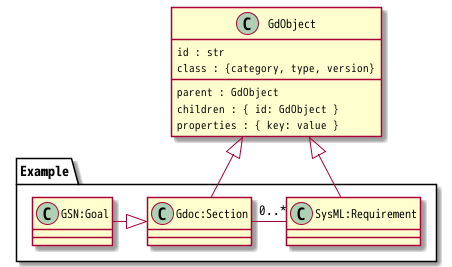 C GdObject
id : str
class : {category, type, version}
parent : GdObject
children : { id: GdObject }
properties : { key: value }
Example
C GSN:Goal
C Gdoc:Section
0..*
C SysML:Requirement